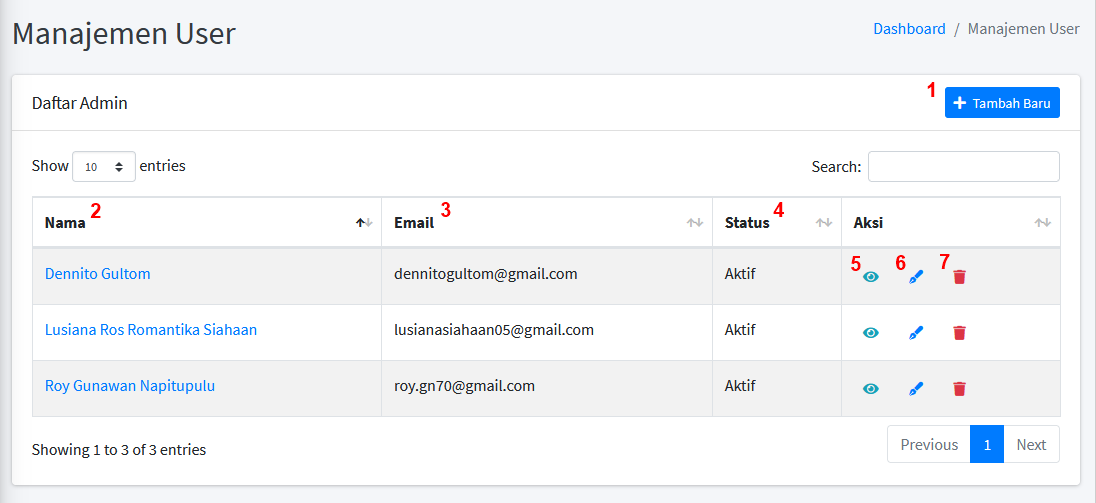 Manajemen User
Dashboard / Manajemen User
Daftar Admin
1
Tambah Baru
Show 10 entries
Search:
Nama 2 Email 3 Status 4 Aksi
Dennito Gultom dennitogultom@gmail.com Aktif 5 6 7
Lusiana Ros Romantika Siahaan lusianasiahaan05@gmail.com Aktif
Roy Gunawan Napitupulu roy.gn70@gmail.com Aktif
Showing 1 to 3 of 3 entries
Previous 1 Next